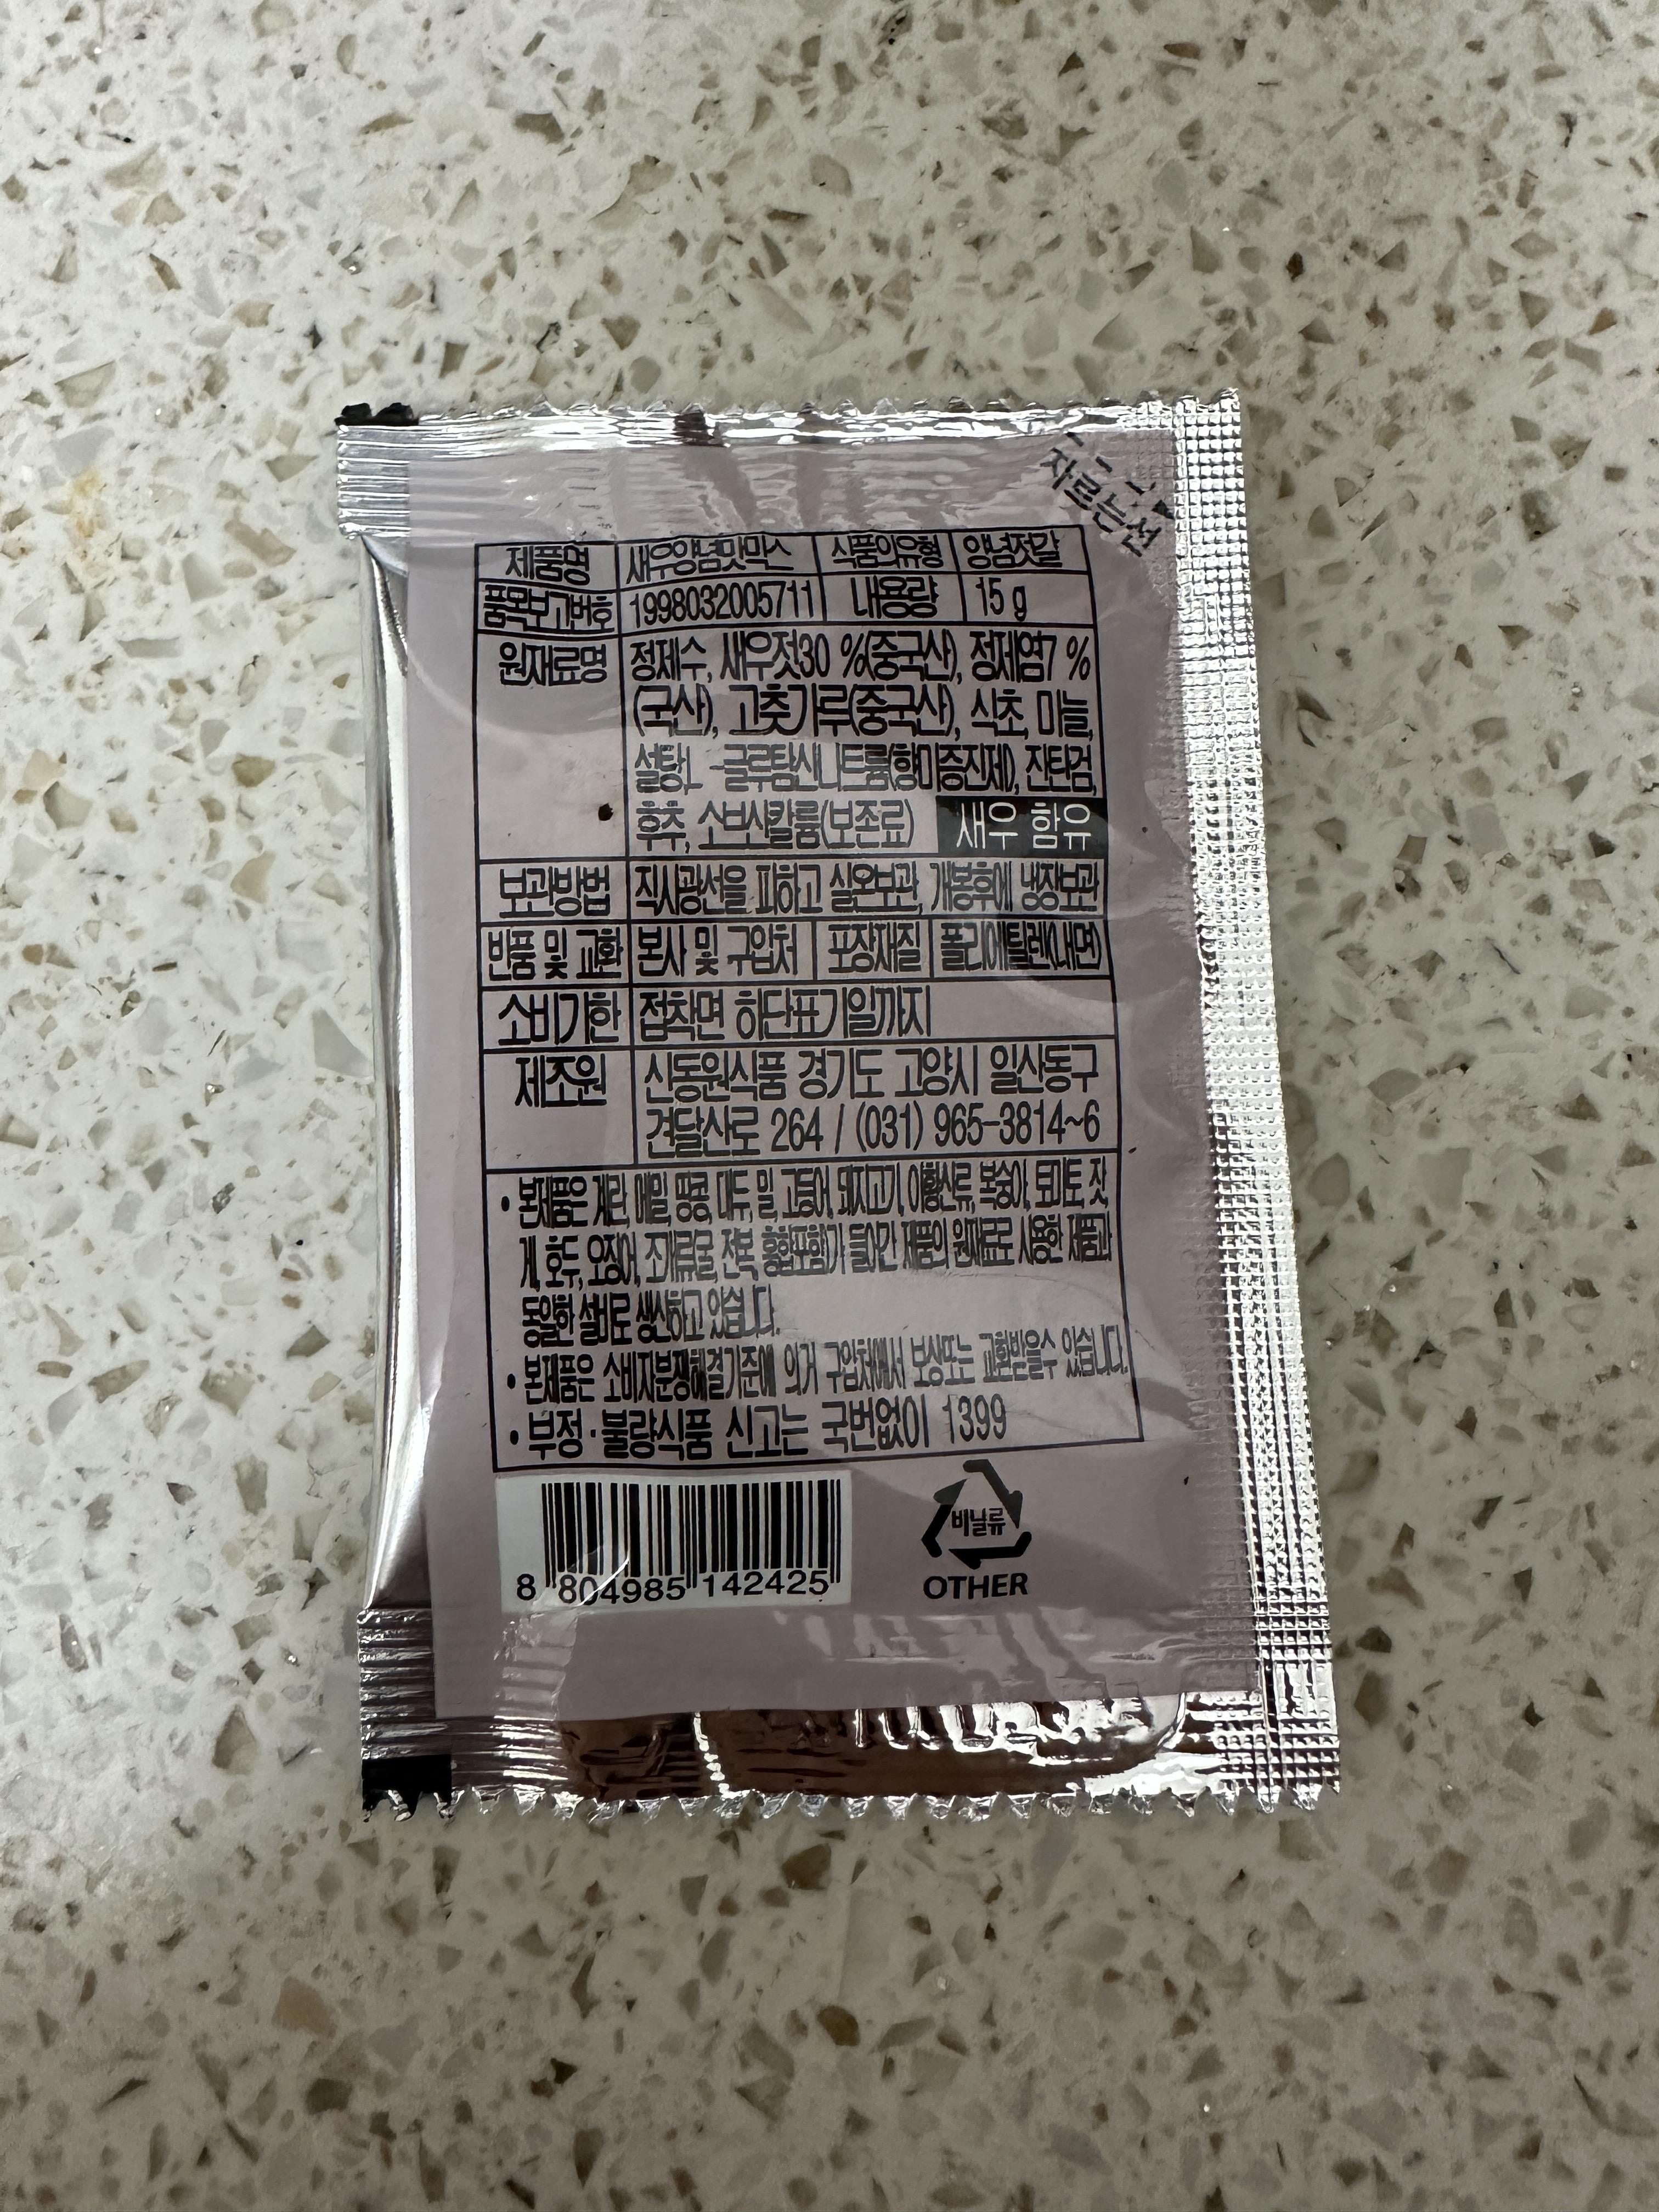 자르는선
제품명 새우양념맛믹스 식품의유형 양념젓갈
품목보고번호 1998032005711 내용량 15 g
원재료명 정제수, 새우젓30 %(중국산), 정제염7 %
(국산), 고춧가루(중국산), 식초, 마늘,
설탕,L-글루탐산나트륨(향미증진제), 잔탄검,
후추, 소브산칼륨(보존료) 새우 함유
보관방법 직사광선을 피하고 실온보관, 개봉후에 냉장보관
반품 및 교환 본사 및 구입처 포장재질 폴리에틸렌(내면)
소비기한 접착면 하단표기일까지
제조원 신동원식품 경기도 고양시 일산동구
견달산로 264 / (031) 965-3814~6
• 본제품은 계란, 메밀, 땅콩, 대두, 밀, 고등어, 돼지고기, 아황산류, 복숭아, 토마토, 잣,
게, 호두, 오징어, 조개류(굴, 전복, 홍합포함)가 들어간 제품의 원재료로 사용한 제품과
동일한 설비로 생산하고 있습니다.
• 본제품은 소비자분쟁해결기준에 의거 구입처에서 보상또는 교환받을수 있습니다.
• 부정·불량식품 신고는 국번없이 1399
8 804985 142425
비닐류
OTHER